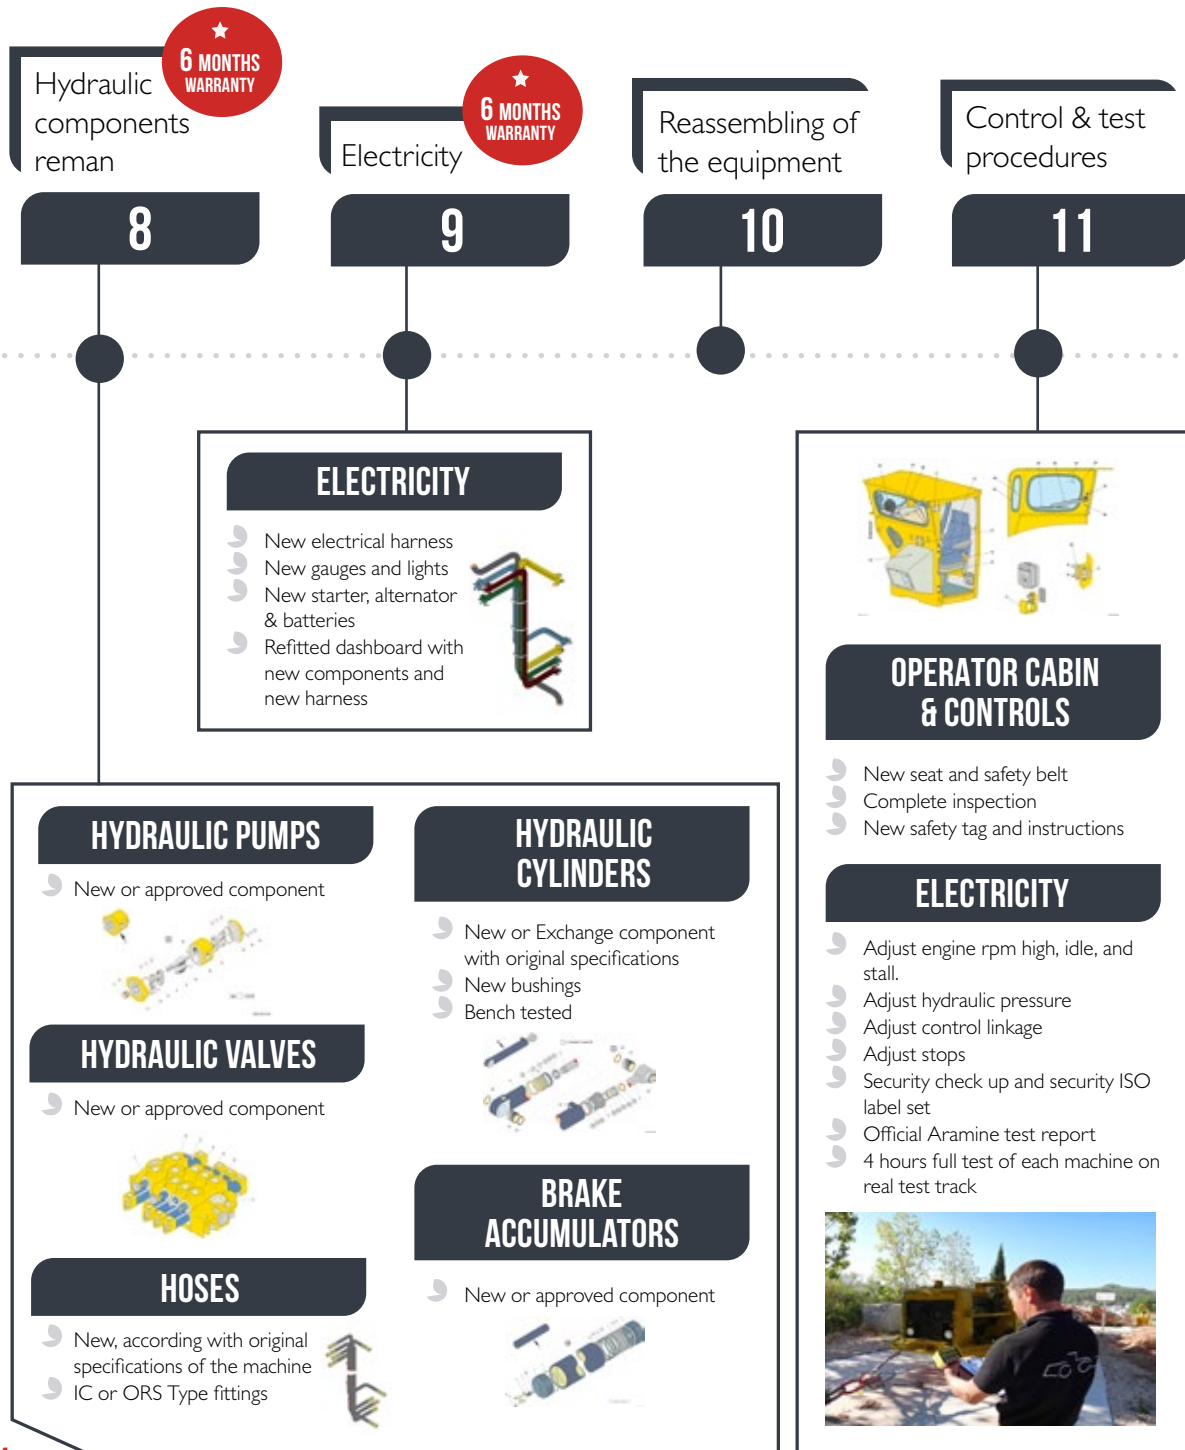 Hydraulic
components
reman
6 MONTHS
WARRANTY
8
Electricity
6 MONTHS
WARRANTY
9
Reassembling of
the equipment
10
Control & test
procedures
11
ELECTRICITY
New electrical harness
New gauges and lights
New starter, alternator
& batteries
Refitted dashboard with
new components and
new harness
HYDRAULIC PUMPS
New or approved component
HYDRAULIC VALVES
New or approved component
HOSES
New, according with original
specifications of the machine
IC or ORS Type fittings
HYDRAULIC
CYLINDERS
New or Exchange component
with original specifications
New bushings
Bench tested
BRAKE
ACCUMULATORS
New or approved component
OPERATOR CABIN
& CONTROLS
New seat and safety belt
Complete inspection
New safety tag and instructions
ELECTRICITY
Adjust engine rpm high, idle, and
stall.
Adjust hydraulic pressure
Adjust control linkage
Adjust stops
Security check up and security ISO
label set
Official Aramine test report
4 hours full test of each machine on
real test track